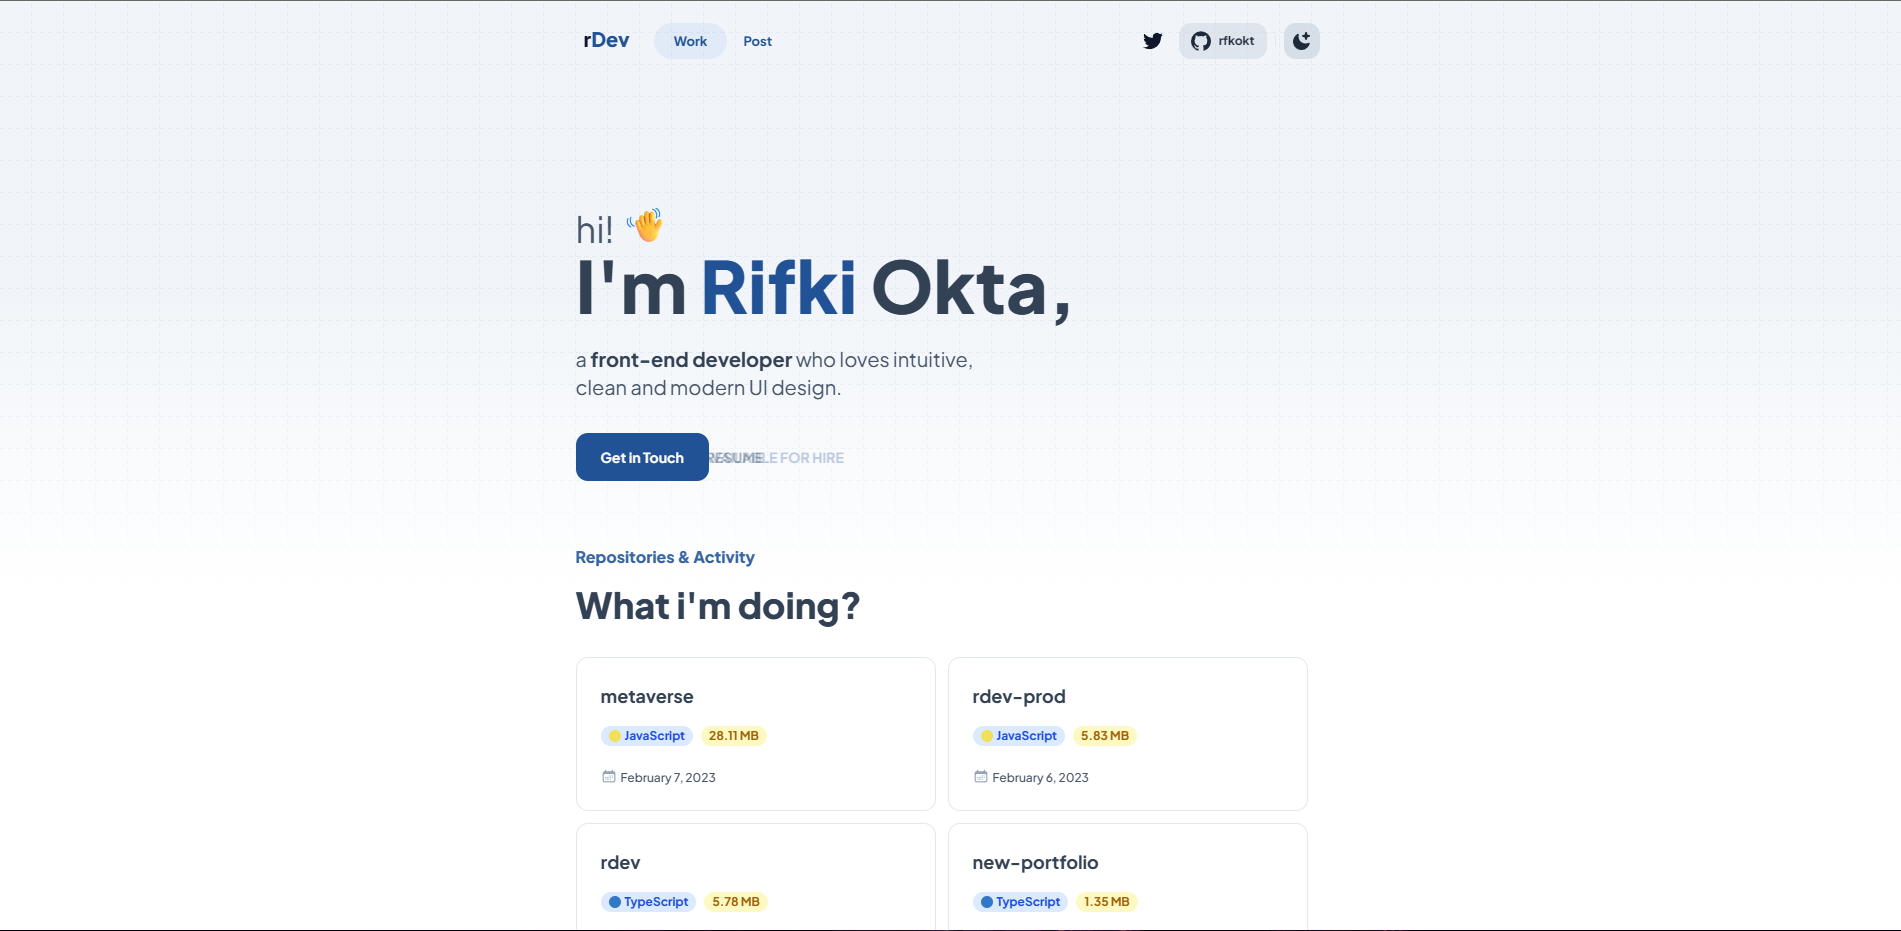 rDev Work Post rfkokt
hi! 👋
I'm Rifki Okta,
a front-end developer who loves intuitive,
clean and modern UI design.
Get in Touch RESUME FOR HIRE
Repositories & Activity
What i'm doing?
metaverse
JavaScript 28.11 MB
February 7, 2023
rdev-prod
JavaScript 5.83 MB
February 6, 2023
rdev
TypeScript 5.78 MB
new-portfolio
TypeScript 1.35 MB